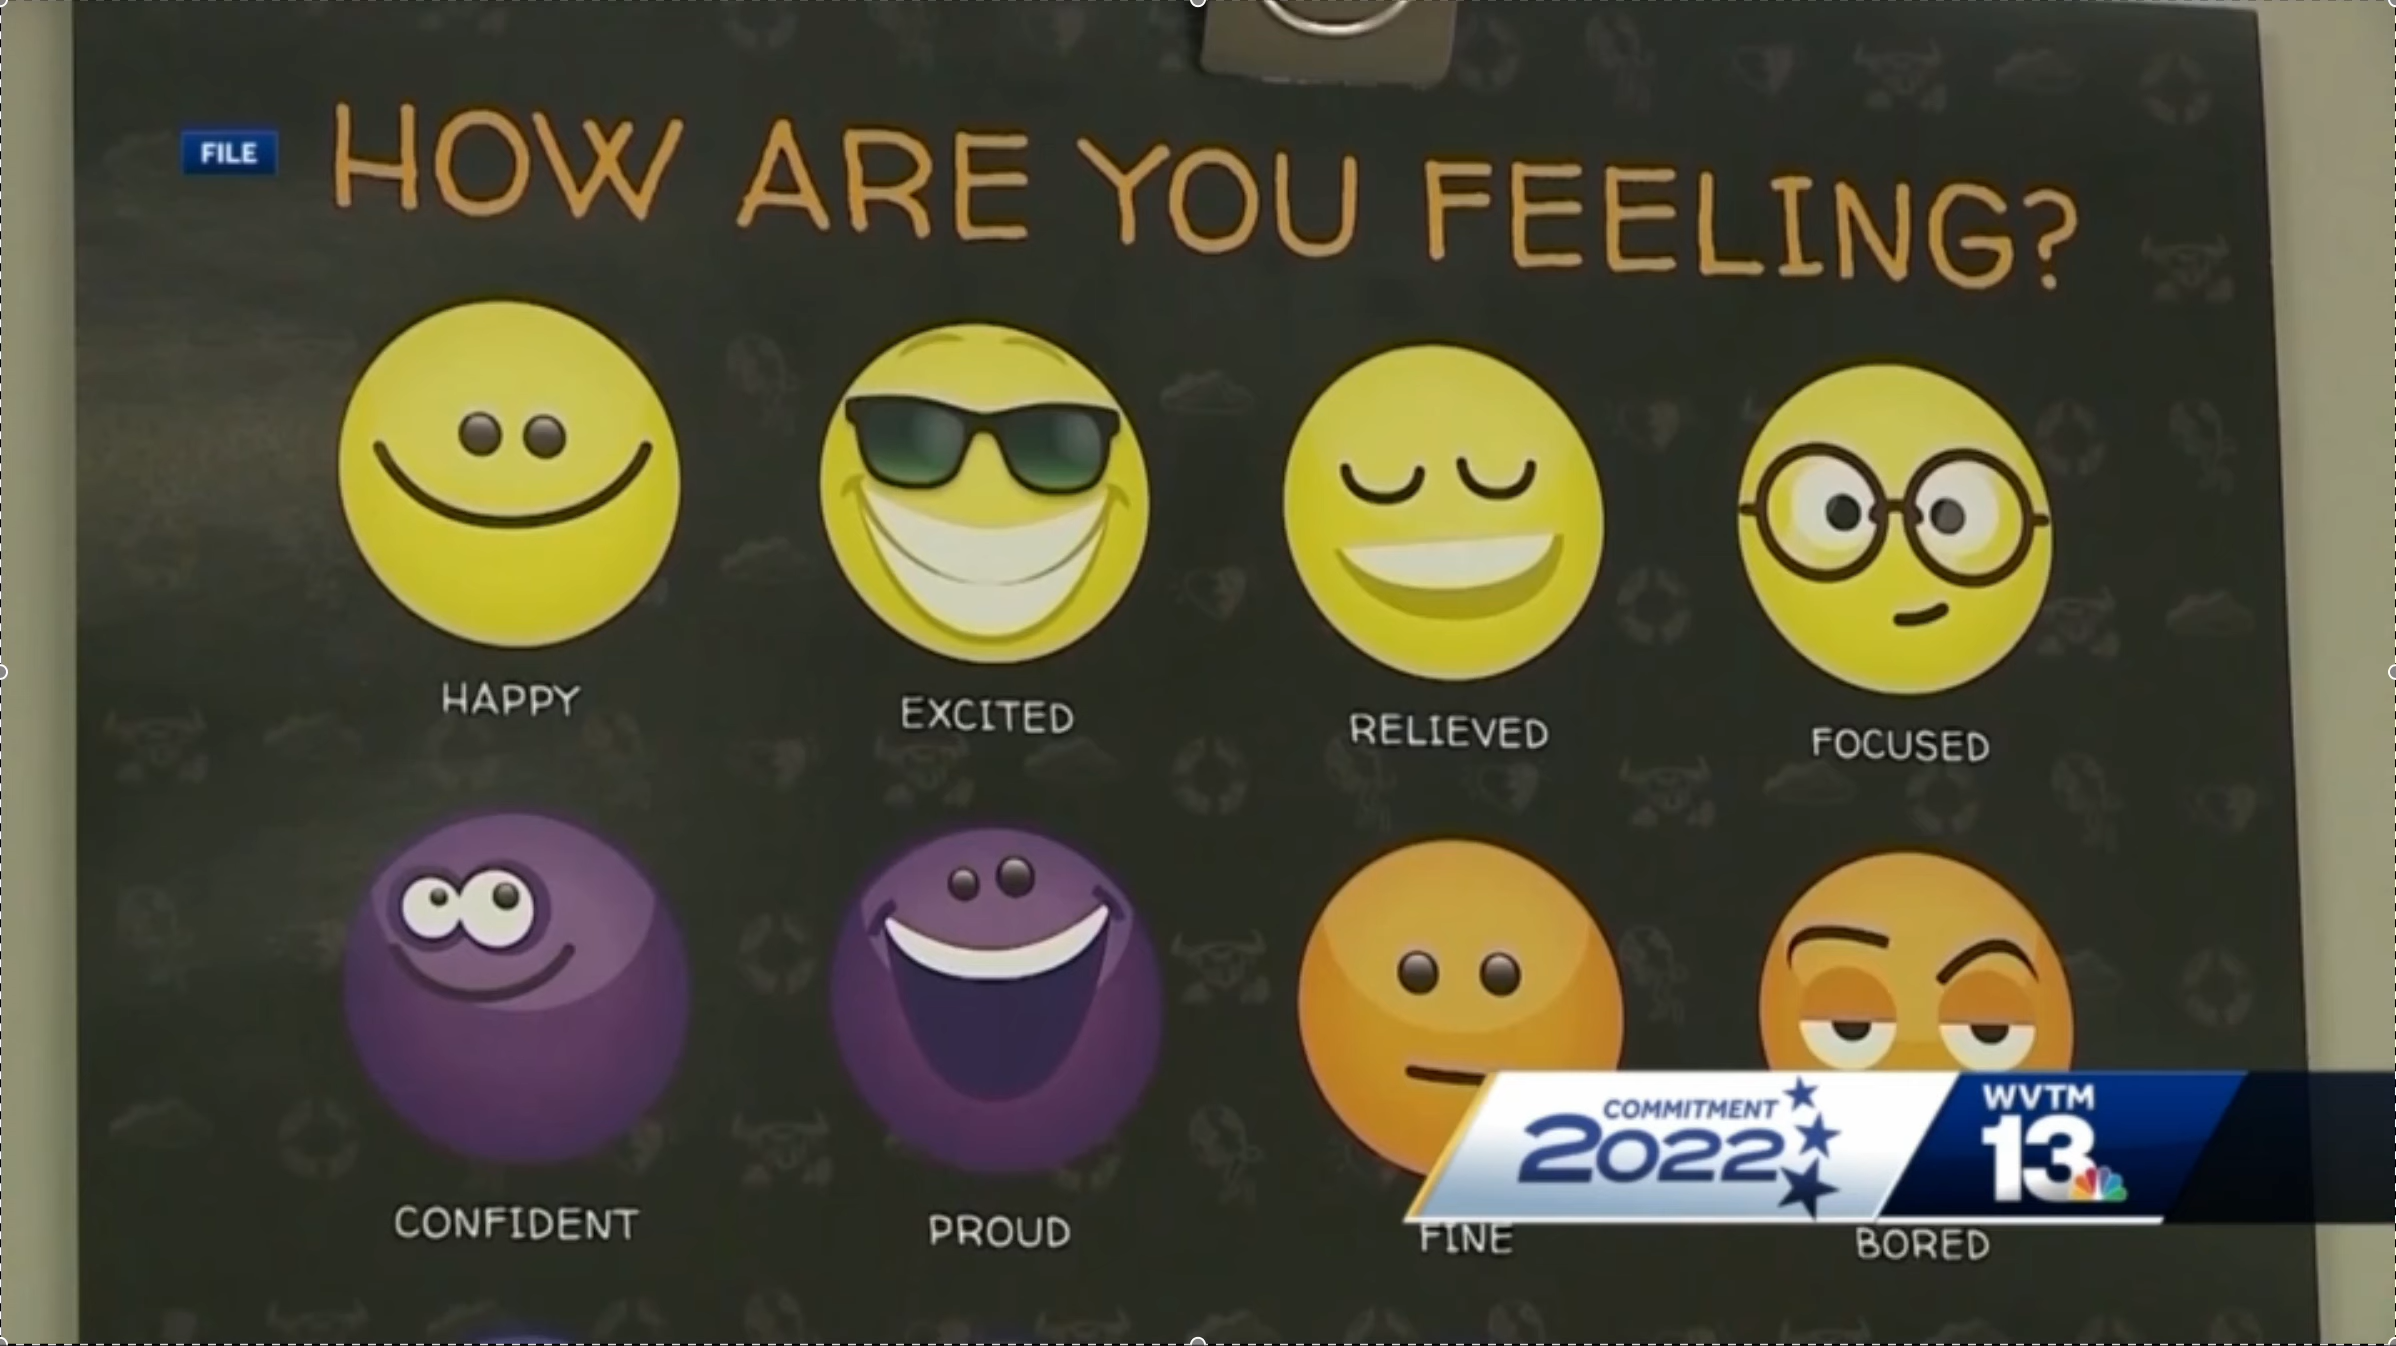 FILE
HOW ARE YOU FEELING?
HAPPY
EXCITED
RELIEVED
FOCUSED
CONFIDENT
PROUD
FINE
BORED
COMMITMENT
2022
WVTM
13